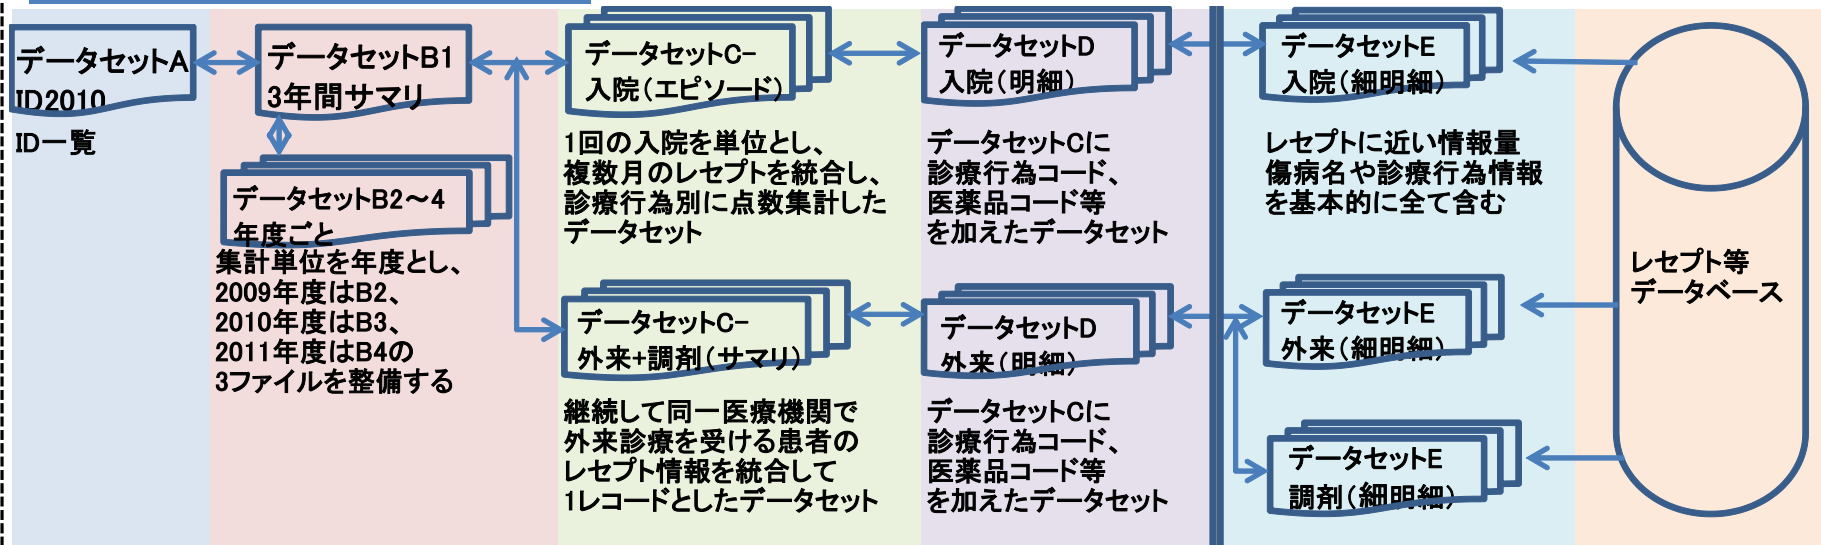 データセットA
ID2010
ID一覧
データセットB1
3年間サマリ
データセットB2～4
年度ごと
集計単位を年度とし、
2009年度はB2、
2010年度はB3、
2011年度はB4の
3ファイルを整備する
データセットC-
入院(エピソード)
1回の入院を単位とし、
複数月のレセプトを統合し、
診療行為別に点数集計した
データセット
データセットC-
外来+調剤(サマリ)
継続して同一医療機関で
外来診療を受ける患者の
レセプト情報を統合して
1レコードとしたデータセット
データセットD
入院(明細)
データセットCに
診療行為コード、
医薬品コード等
を加えたデータセット
データセットD
外来(明細)
データセットCに
診療行為コード、
医薬品コード等
を加えたデータセット
データセットE
入院(細明細)
レセプトに近い情報量
傷病名や診療行為情報
を基本的に全て含む
データセットE
外来(細明細)
データセットE
調剤(細明細)
レセプト等
データベース